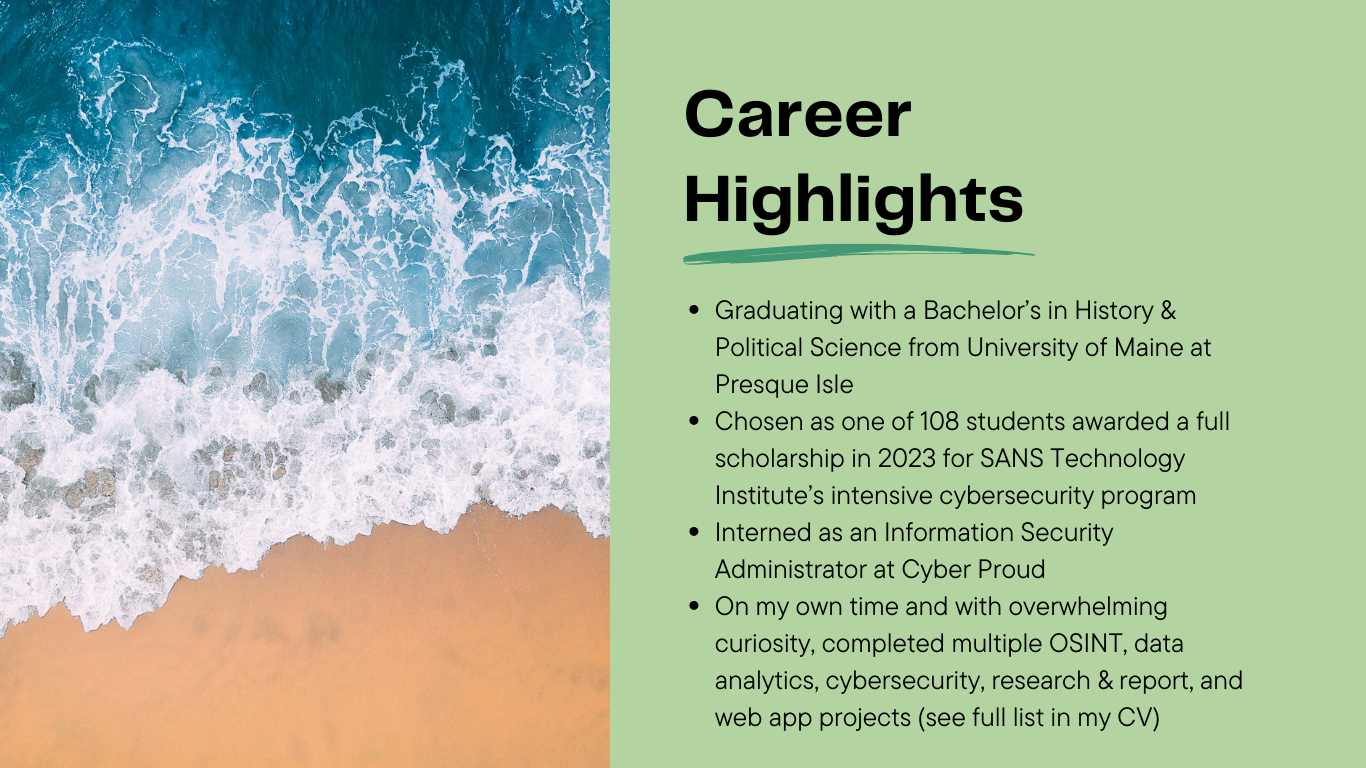 Career
Highlights
• Graduating with a Bachelor’s in History &
Political Science from University of Maine at
Presque Isle
• Chosen as one of 108 students awarded a full
scholarship in 2023 for SANS Technology
Institute’s intensive cybersecurity program
• Interned as an Information Security
Administrator at Cyber Proud
• On my own time and with overwhelming
curiosity, completed multiple OSINT, data
analytics, cybersecurity, research & report, and
web app projects (see full list in my CV)